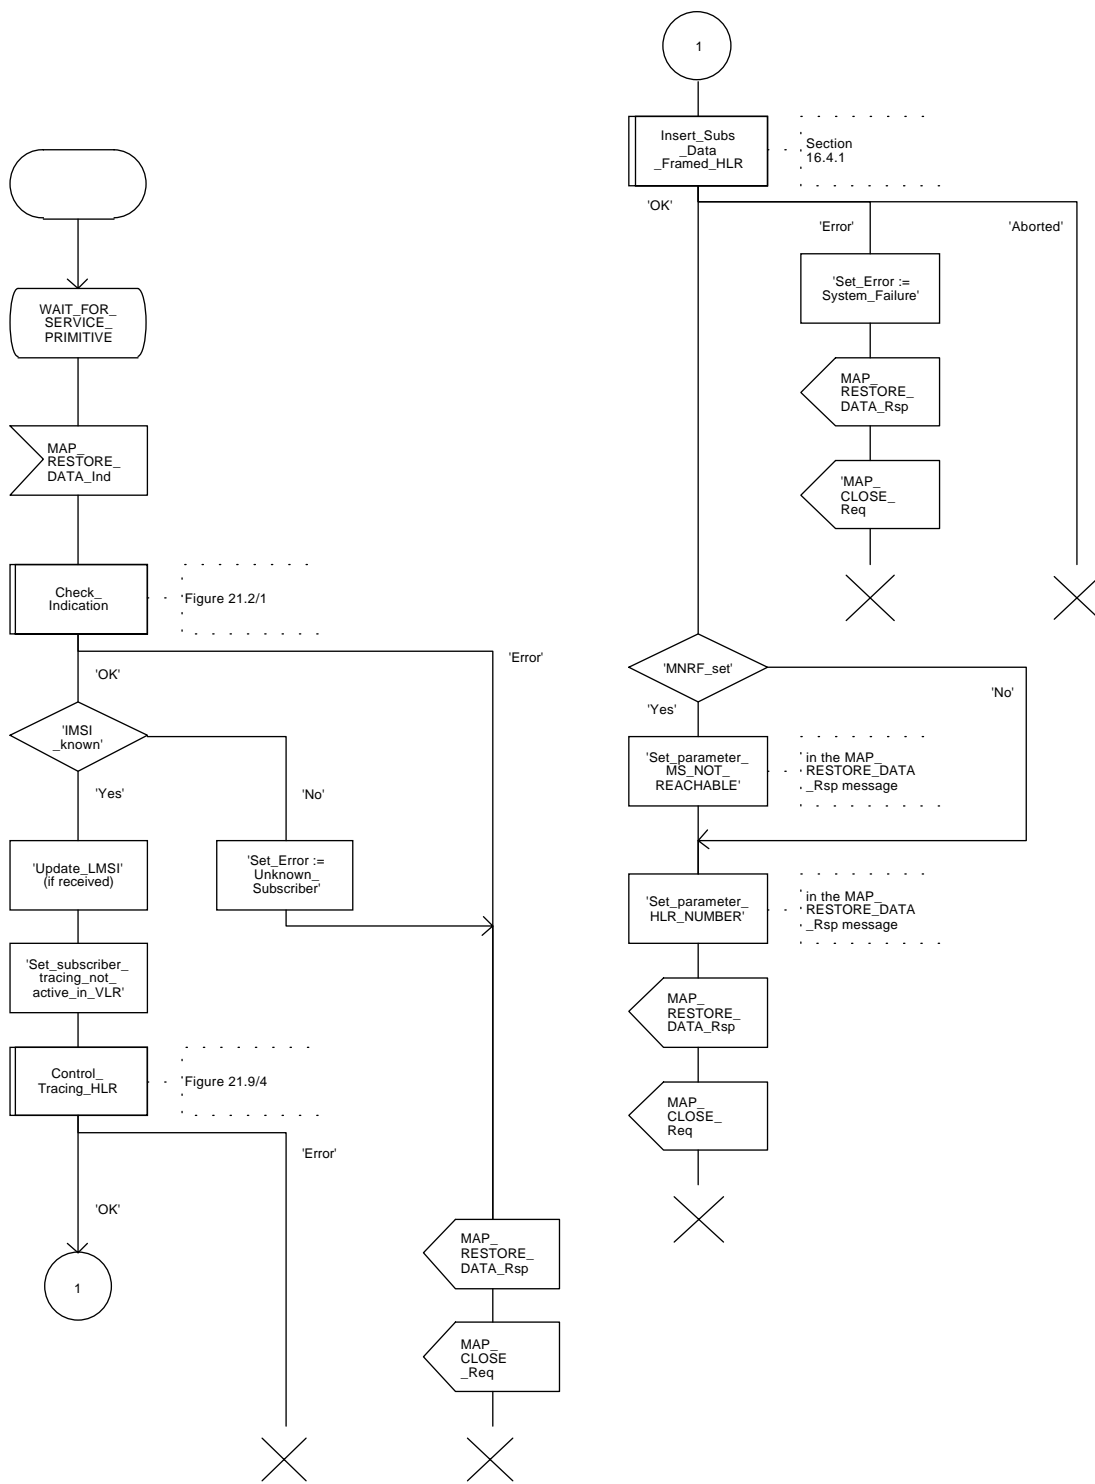 WAIT_FOR_
SERVICE_
PRIMITIVE
MAP_
RESTORE_
DATA_Ind
Check_
Indication
Figure 21.2/1
'Error'
'OK'
'IMSI
_known'
'Yes'
'No'
'Update_LMSI'
(if received)
'Set_Error :=
Unknown_
Subscriber'
'Set_subscriber_
tracing_not_
active_in_VLR'
Control_
Tracing_HLR
Figure 21.9/4
'Error'
'OK'
1
MAP_
RESTORE_
DATA_Rsp
MAP_
CLOSE
_Req
1
Insert_Subs
_Data
_Framed_HLR
Section
16.4.1
'OK'
'Error'
'Aborted'
'Set_Error :=
System_Failure'
MAP_
RESTORE_
DATA_Rsp
'MAP_
CLOSE_
Req
'MNRF_set'
'No'
'Yes'
'Set_parameter_
MS_NOT_
REACHABLE'
in the MAP_
RESTORE_DATA
_Rsp message
'Set_parameter_
HLR_NUMBER'
in the MAP_
RESTORE_DATA
_Rsp message
MAP_
RESTORE_
DATA_Rsp
MAP_
CLOSE_
Req